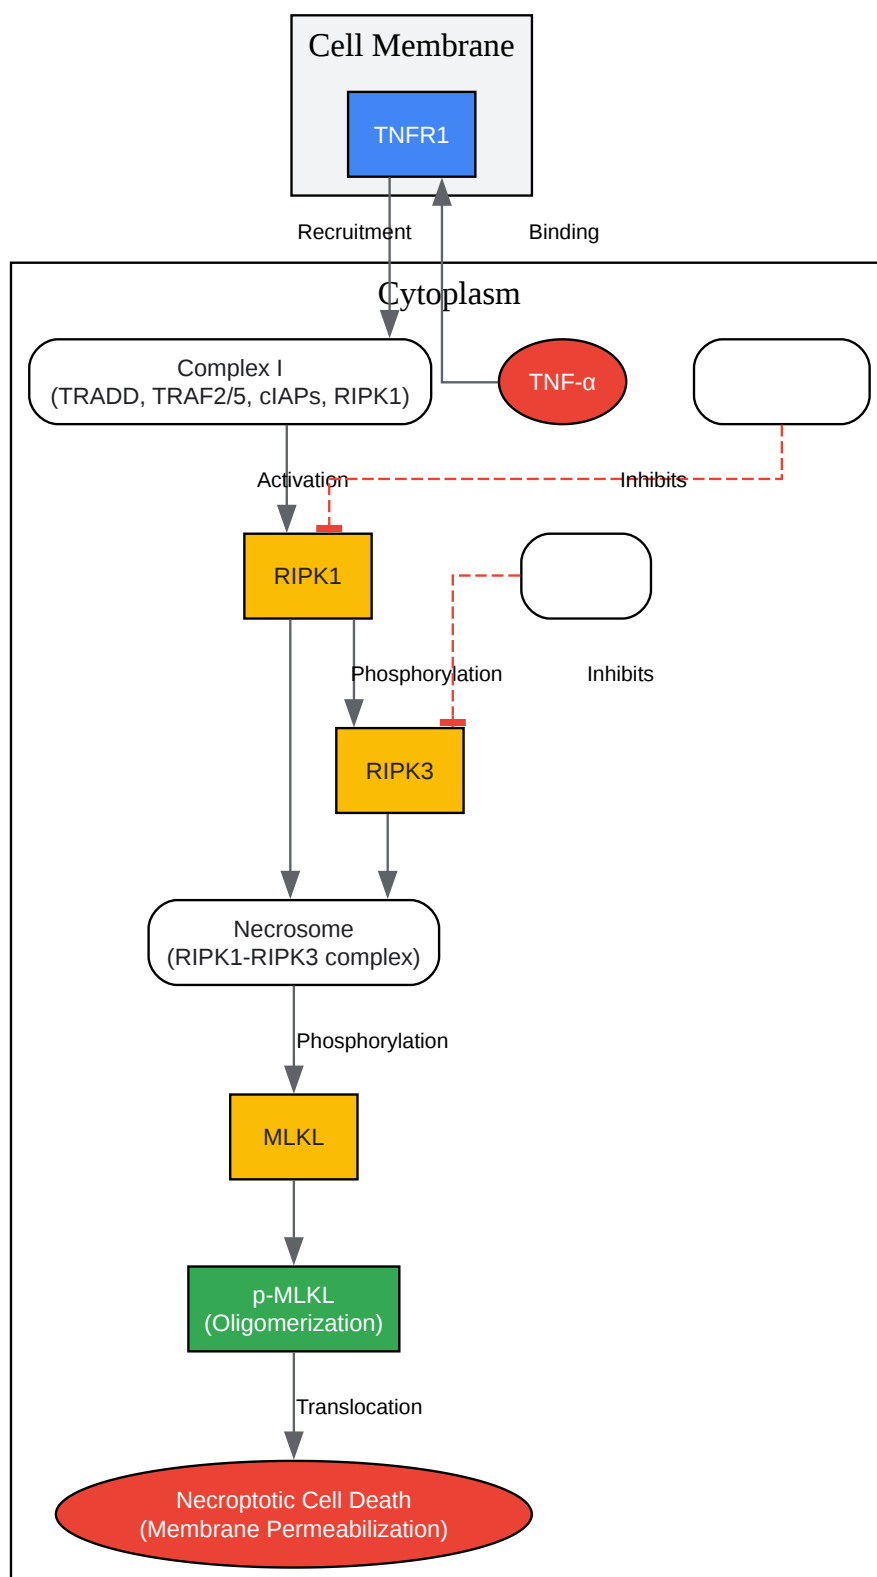 Cell Membrane
TNFR1
Recruitment
Binding
Cytoplasm
Complex I
(TRADD, TRAF2/5, cIAPs, RIPK1)
TNF-α
Activation
Inhibits
RIPK1
Phosphorylation
Inhibits
RIPK3
Necrosome
(RIPK1-RIPK3 complex)
Phosphorylation
MLKL
p-MLKL
(Oligomerization)
Translocation
Necroptotic Cell Death
(Membrane Permeabilization)